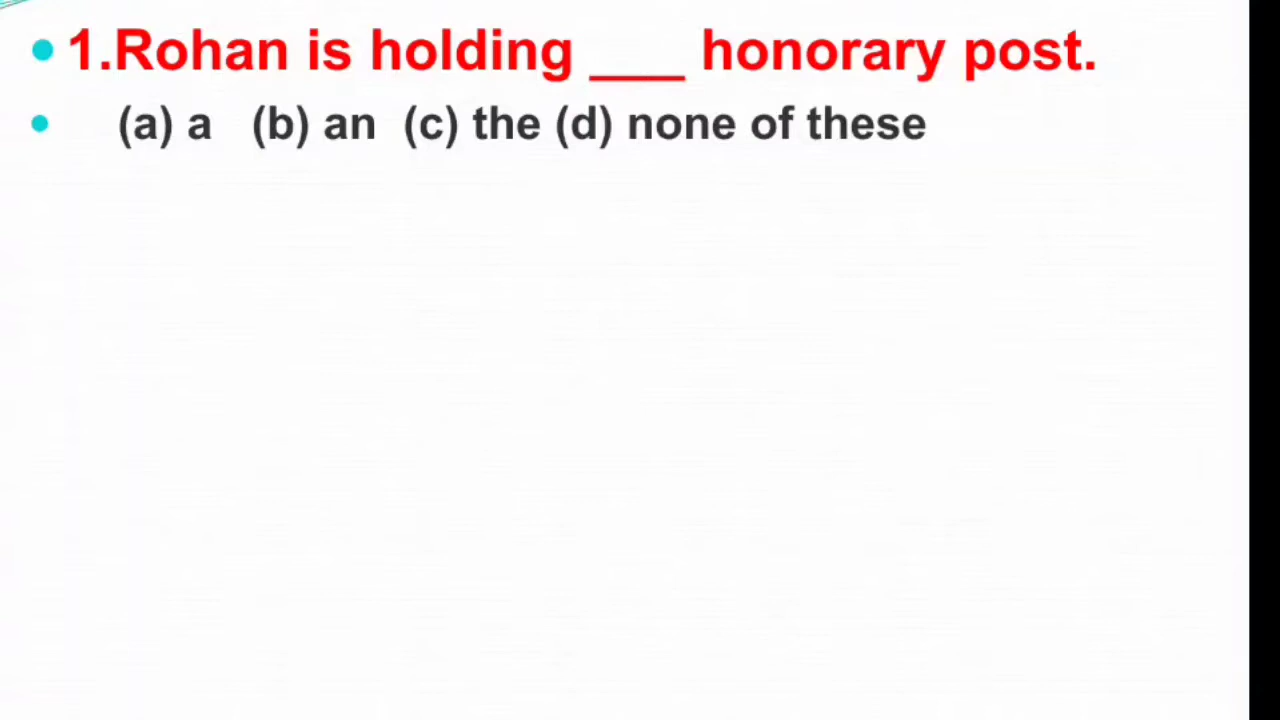 1.Rohan is holding ___ honorary post.
(a) a (b) an (c) the (d) none of these